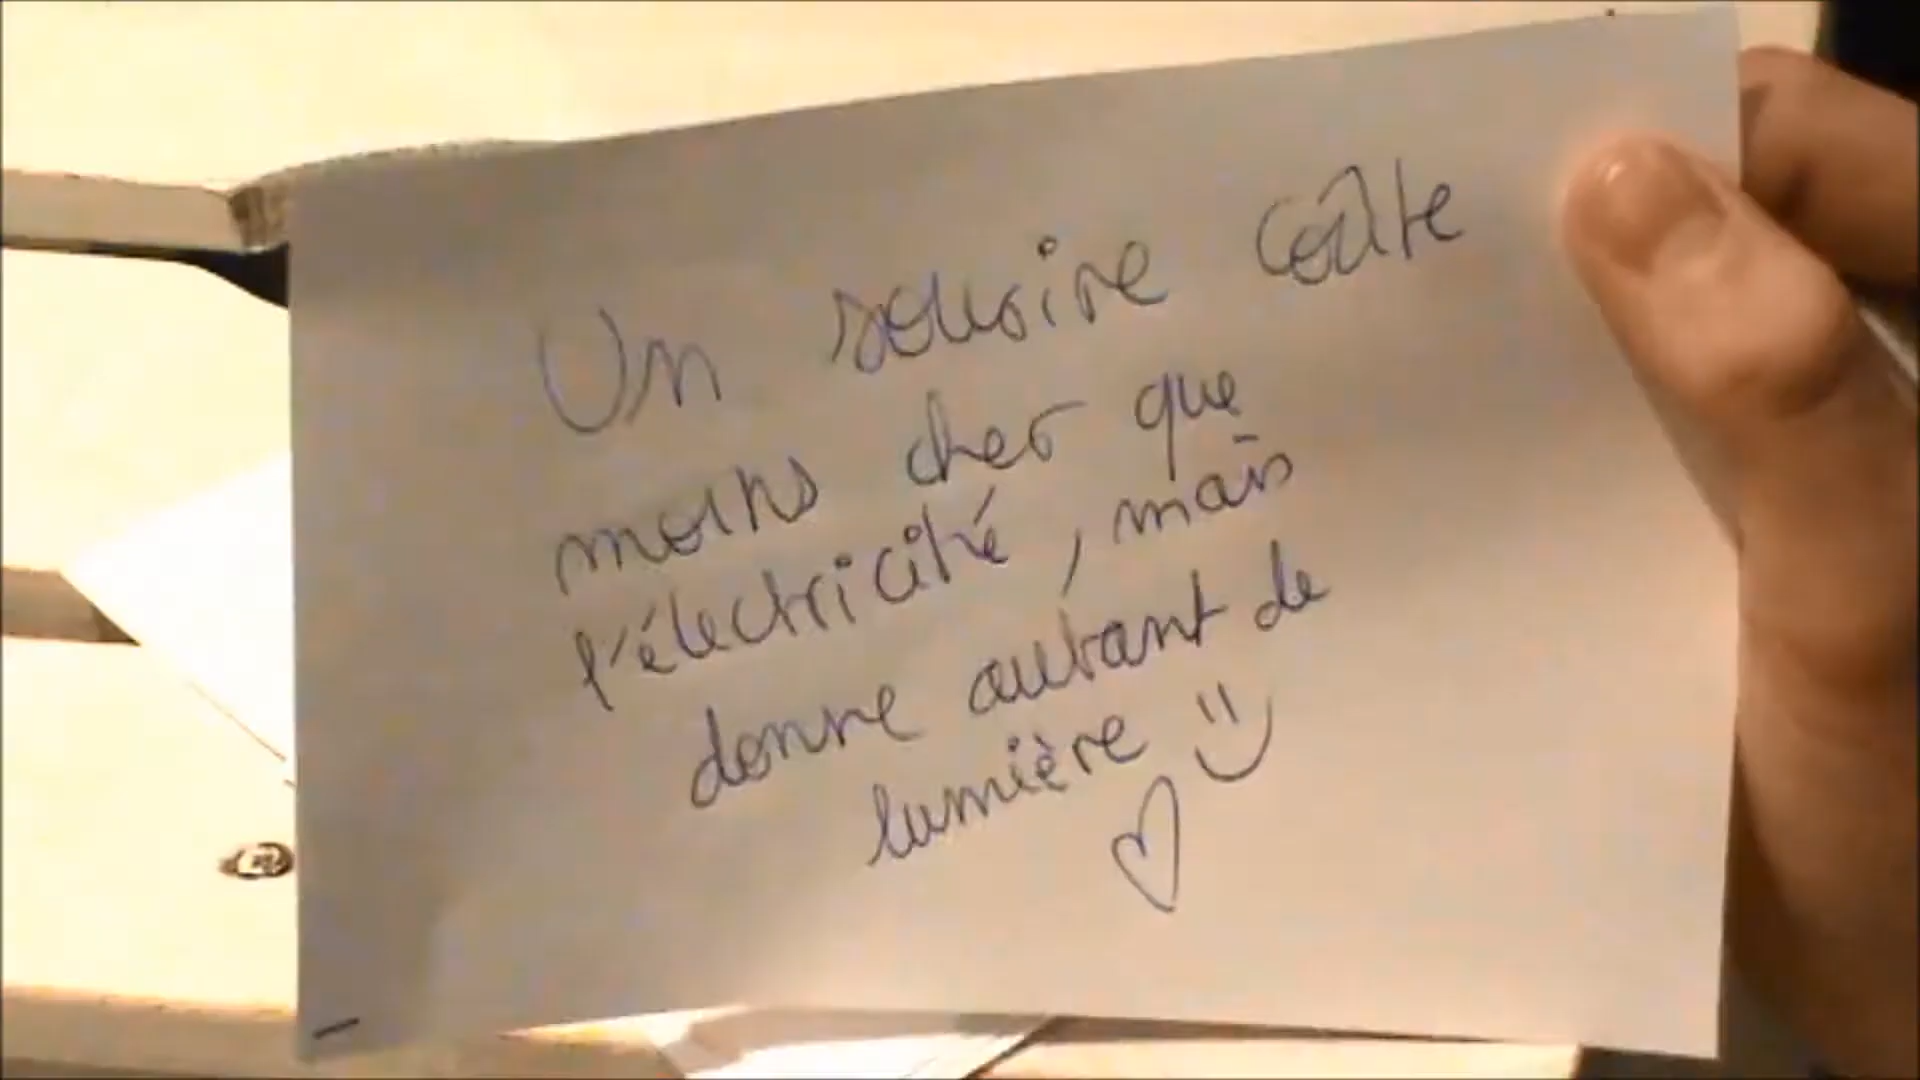 Un sourire coûte
moins cher que
l'électricité, mais
donne autant de
lumière